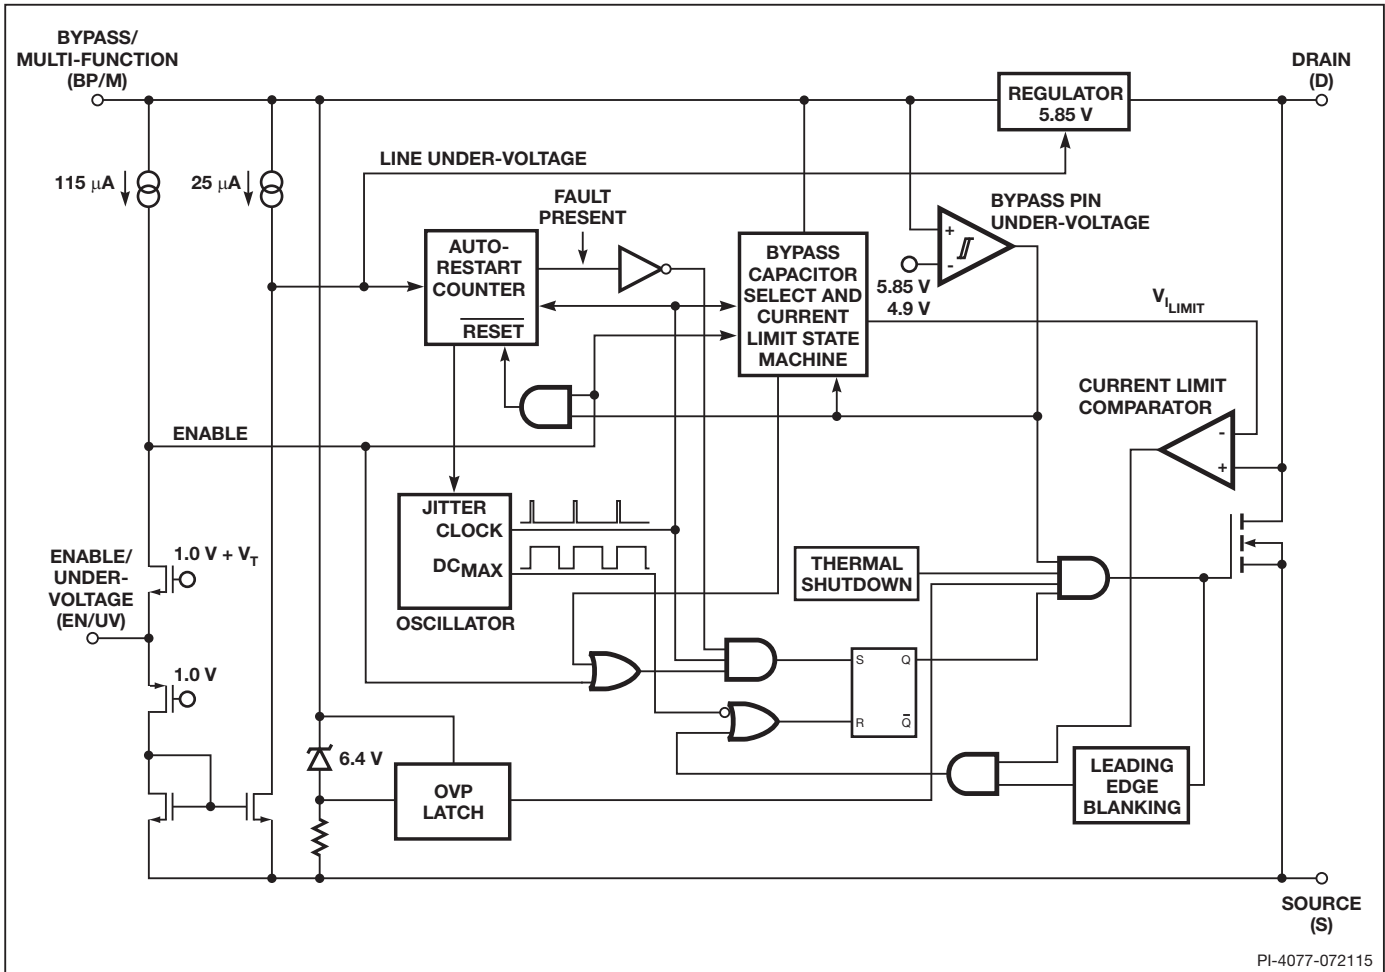 BYPASS/
MULTI-FUNCTION
(BP/M)
DRAIN
(D)
REGULATOR
5.85 V
LINE UNDER-VOLTAGE
115 μA
25 μA
FAULT
PRESENT
BYPASS PIN
UNDER-VOLTAGE
AUTO-
RESTART
COUNTER
RESET
BYPASS
CAPACITOR
SELECT AND
CURRENT
LIMIT STATE
MACHINE
+
-
5.85 V
4.9 V
VILIMIT
CURRENT LIMIT
COMPARATOR
-
+
ENABLE
JITTER
CLOCK
DCMAX
OSCILLATOR
1.0 V + VT
ENABLE/
UNDER-
VOLTAGE
(EN/UV)
THERMAL
SHUTDOWN
1.0 V
S
Q
R
Q
6.4 V
OVP
LATCH
LEADING
EDGE
BLANKING
SOURCE
(S)
PI-4077-072115